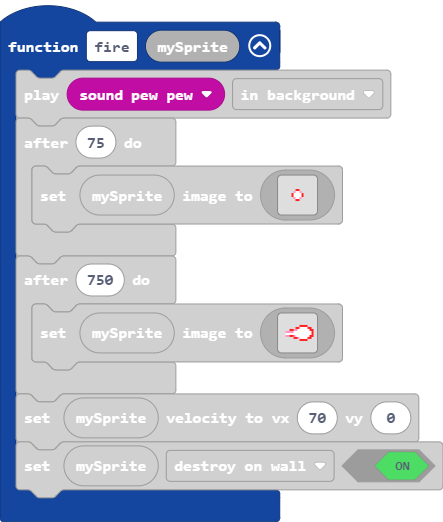 function fire mySprite
play sound pew pew in background
after 75 do
set mySprite image to
after 750 do
set mySprite image to
set mySprite velocity to vx 70 vy 0
set mySprite destroy on wall ON